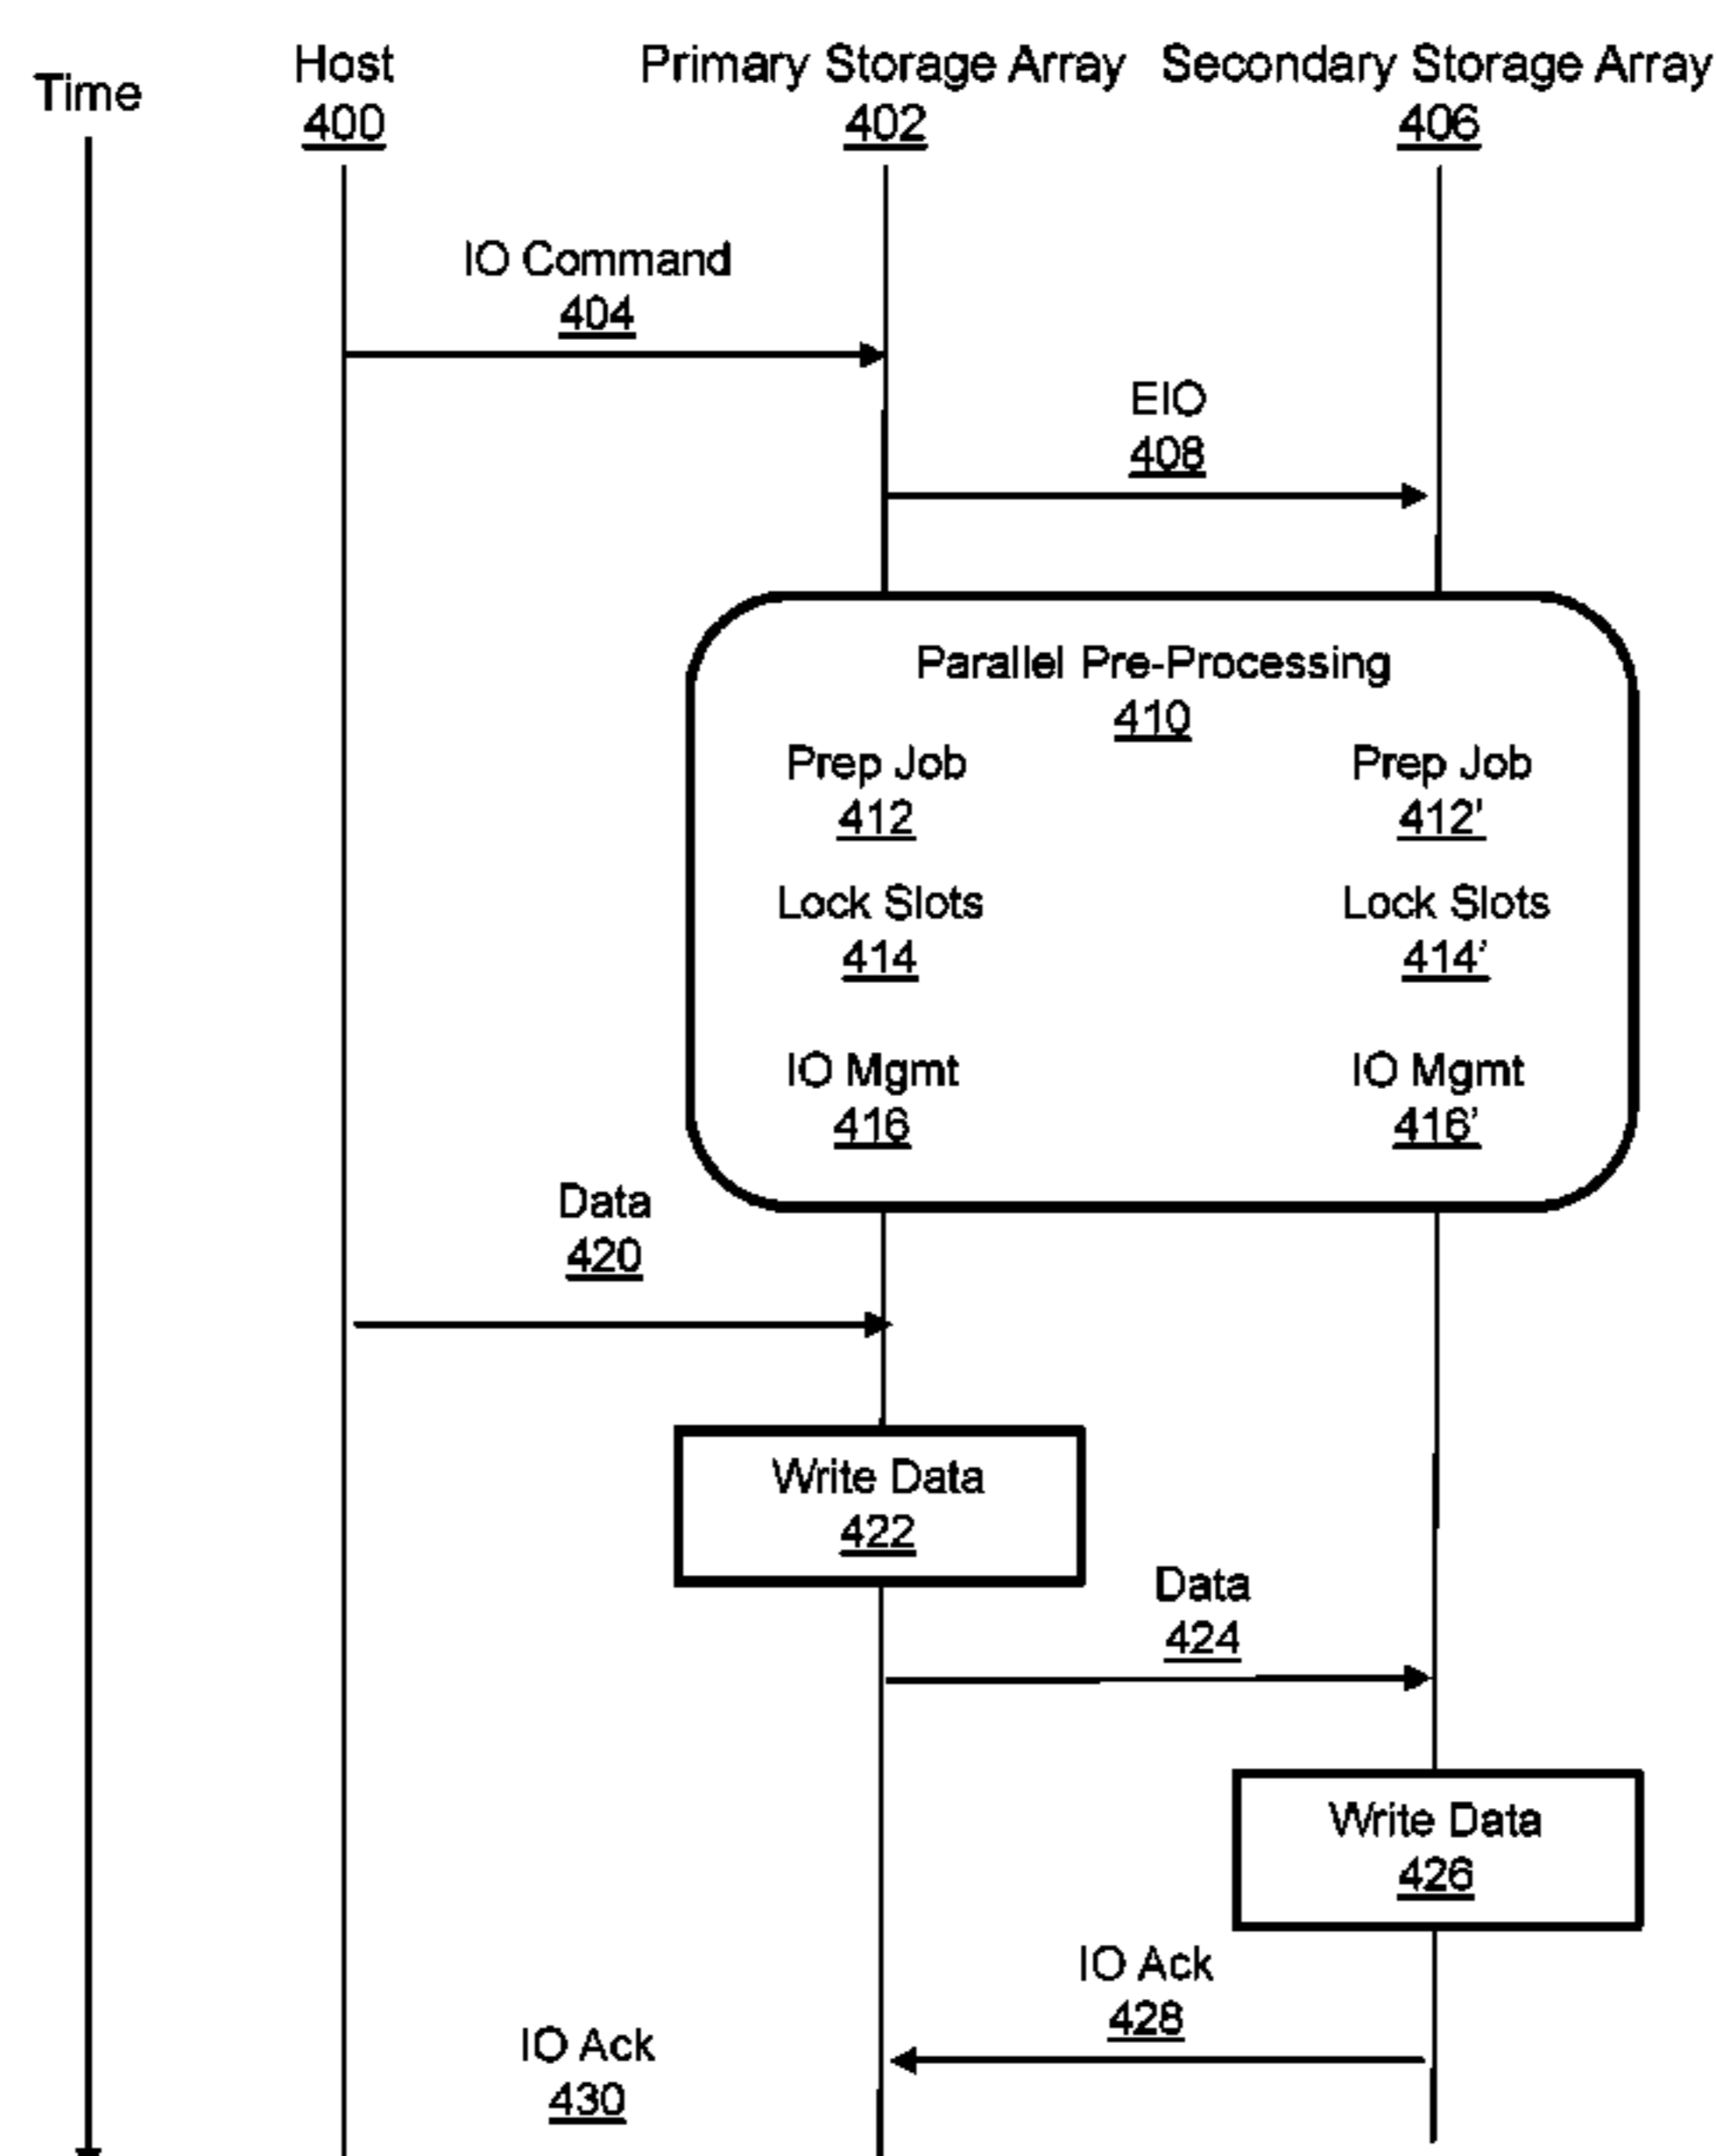 Time
Host
400
Primary Storage Array
402
Secondary Storage Array
406
IO Command
404
EIO
408
Parallel Pre-Processing
410
Prep Job
412
Prep Job
412'
Lock Slots
414
Lock Slots
414'
IO Mgmt
416
IO Mgmt
416'
Data
420
Write Data
422
Data
424
Write Data
426
IO Ack
428
IO Ack
430